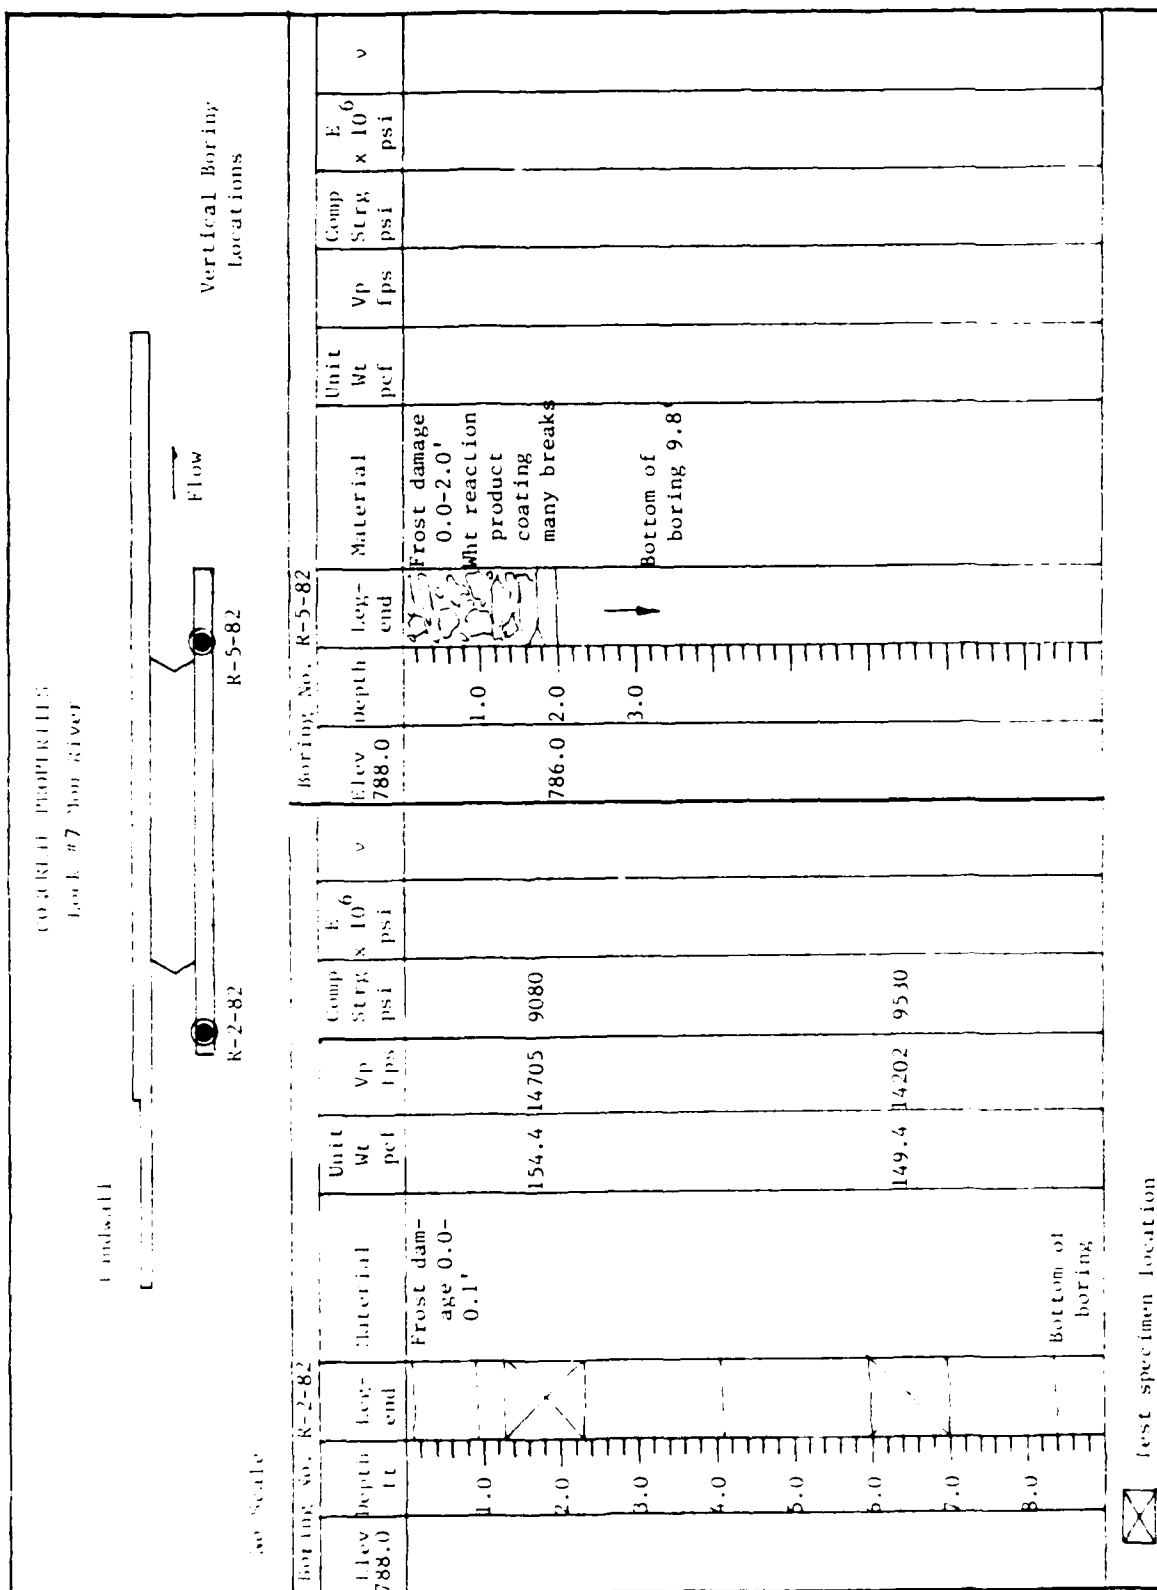 CONCRETE PROPERTIES
Lock #7 Mon River
Landwall
Flow
R-2-82
R-5-82
Vertical Boring
Locations
No Scale
Boring No. R-2-82
Elev
788.0
Depth
ft
Leg-
end
Material
Unit
Wt
pcf
Vp
fps
Comp
Strg
psi
E
x 10^6
psi
ν
1.0
2.0
3.0
4.0
5.0
6.0
7.0
8.0
Frost dam-
age 0.0-
0.1'
154.4 14705 9080
149.4 14202 9530
Bottom of
boring
Boring No. R-5-82
Elev
788.0
Depth
Leg-
end
Material
Unit
Wt
pcf
Vp
fps
Comp
Strg
psi
E
x 10^6
psi
ν
1.0
786.0 2.0
3.0
Frost damage
0.0-2.0'
Wht reaction
product
coating
many breaks
Bottom of
boring 9.8'
Test specimen location